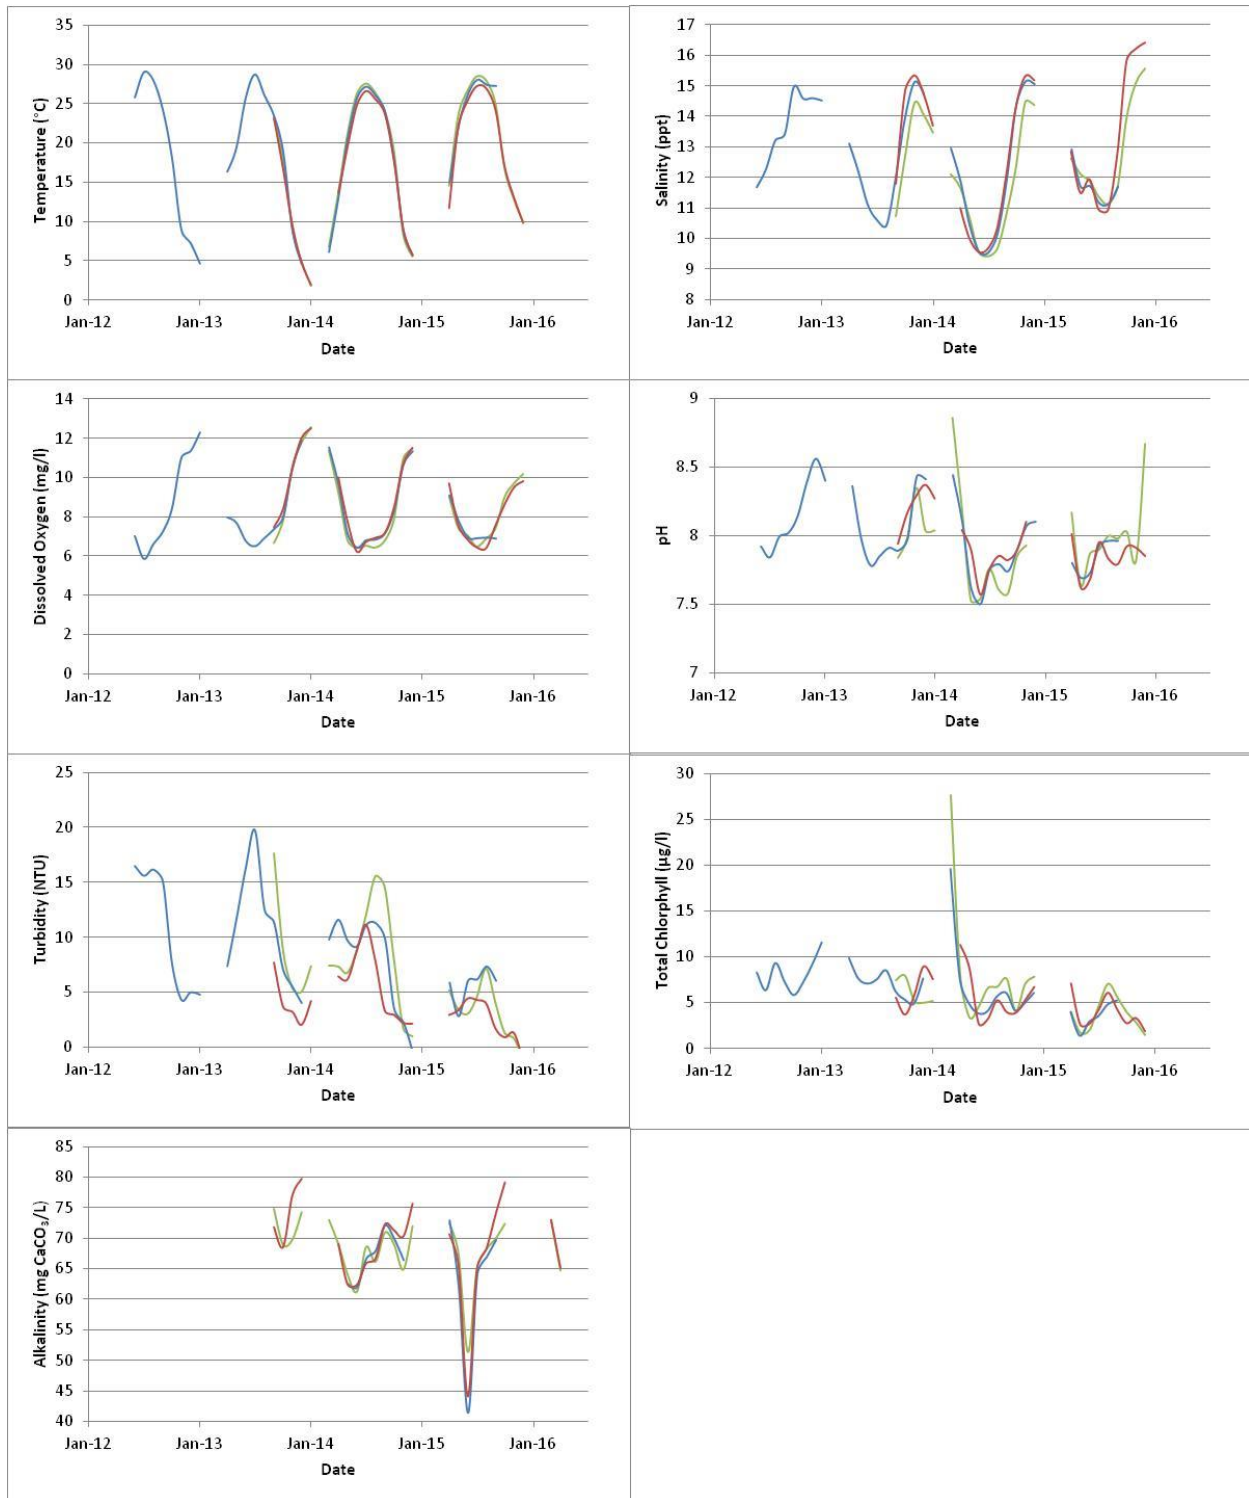 35
30
25
20
15
10
5
0
Temperature (°C)
Jan-12 Jan-13 Jan-14 Jan-15 Jan-16
Date
17
16
15
14
13
12
11
10
9
8
Salinity (ppt)
Jan-12 Jan-13 Jan-14 Jan-15 Jan-16
Date
14
12
10
8
6
4
2
0
Dissolved Oxygen (mg/l)
Jan-12 Jan-13 Jan-14 Jan-15 Jan-16
Date
9
8.5
8
7.5
7
pH
Jan-12 Jan-13 Jan-14 Jan-15 Jan-16
Date
25
20
15
10
5
0
Turbidity (NTU)
Jan-12 Jan-13 Jan-14 Jan-15 Jan-16
Date
30
25
20
15
10
5
0
Total Chlorphyll (µg/l)
Jan-12 Jan-13 Jan-14 Jan-15 Jan-16
Date
85
80
75
70
65
60
55
50
45
40
Alkalinity (mg CaCO₃/L)
Jan-12 Jan-13 Jan-14 Jan-15 Jan-16
Date